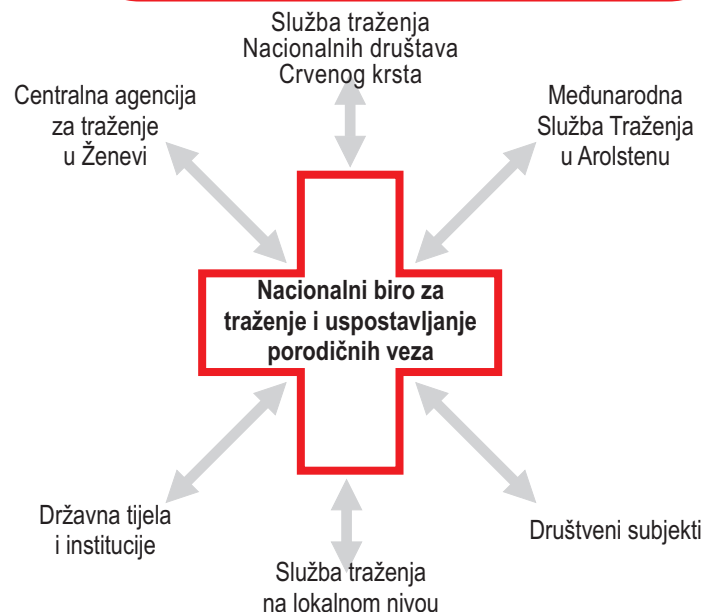 Služba traženja
Nacionalnih društava
Crvenog krsta
Centralna agencija
za traženje
u Ženevi
Međunarodna
Služba Traženja
u Arolstenu
Nacionalni biro za
traženje i uspostavljanje
porodičnih veza
Državna tijela
i institucije
Društveni subjekti
Služba traženja
na lokalnom nivou